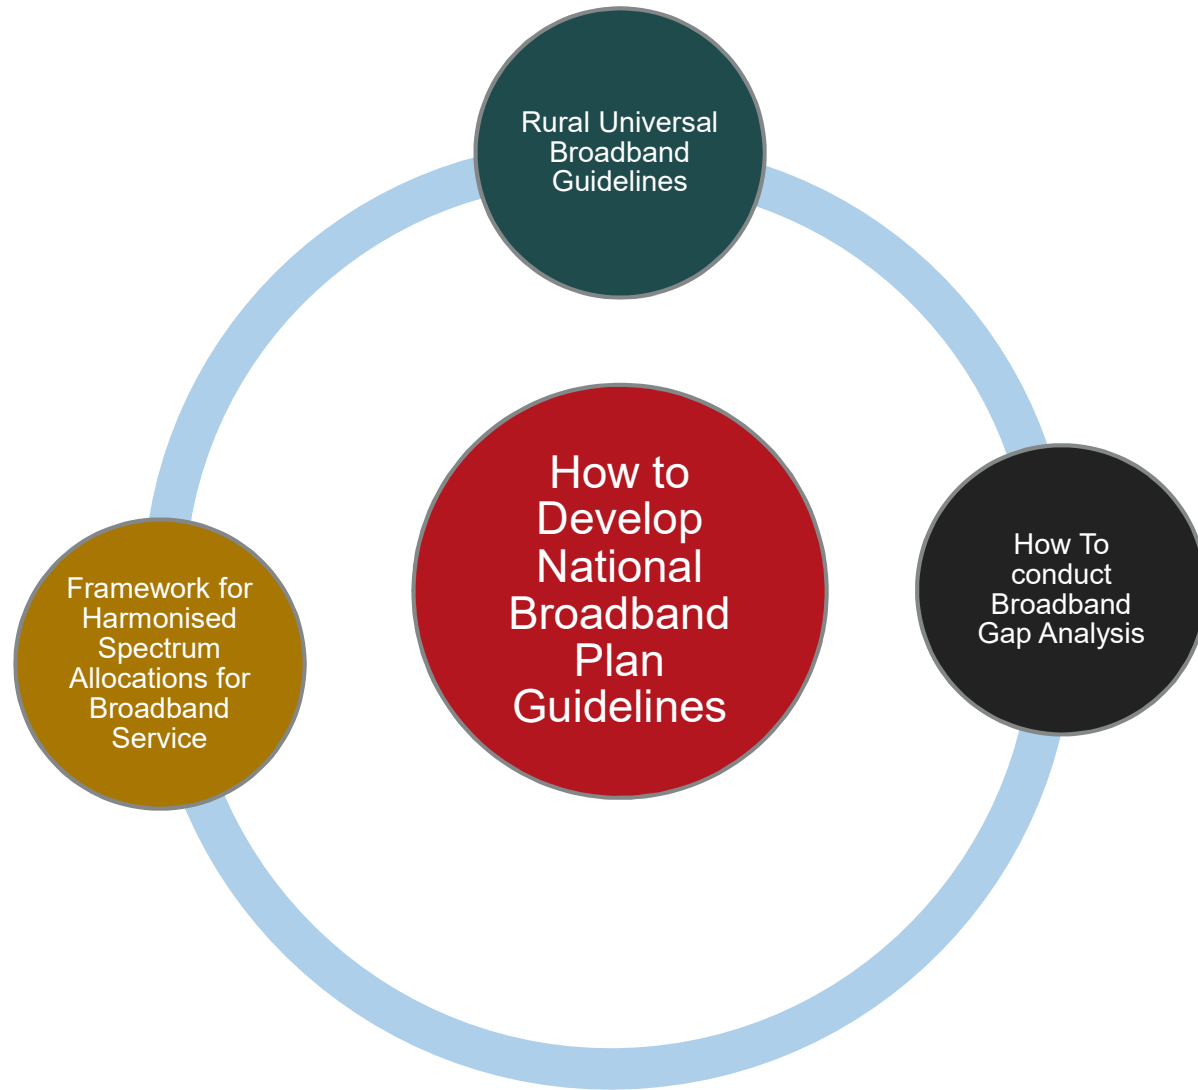 Rural Universal
Broadband
Guidelines
How to
Develop
National
Broadband
Plan
Guidelines
How To
conduct
Broadband
Gap Analysis
Framework for
Harmonised
Spectrum
Allocations for
Broadband
Service